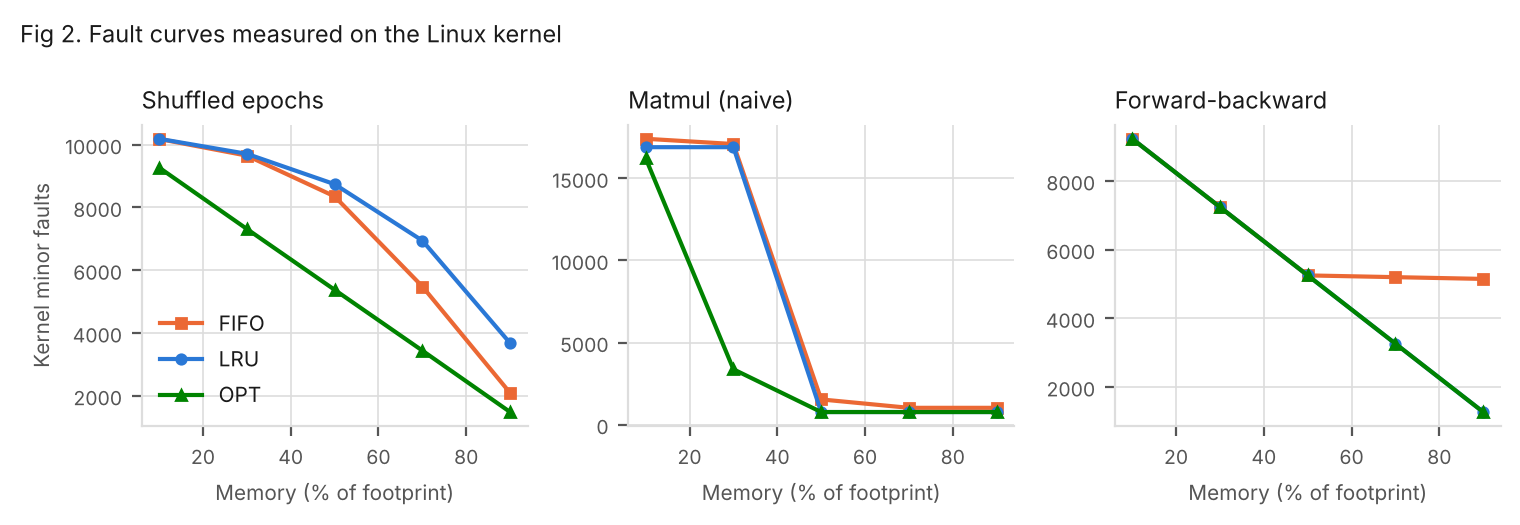 Fig 2. Fault curves measured on the Linux kernel
Shuffled epochs
Kernel minor faults
10000
8000
6000
4000
2000
FIFO
LRU
OPT
20 40 60 80
Memory (% of footprint)
Matmul (naive)
15000
10000
5000
0
20 40 60 80
Memory (% of footprint)
Forward-backward
8000
6000
4000
2000
20 40 60 80
Memory (% of footprint)